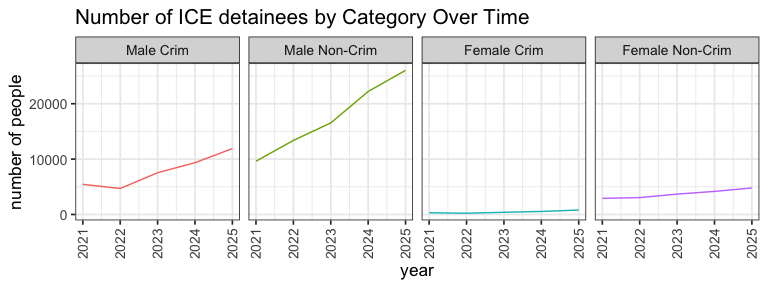 Number of ICE detainees by Category Over Time
Male Crim
Male Non-Crim
Female Crim
Female Non-Crim
number of people
20000
10000
0
2021 2022 2023 2024 2025
2021 2022 2023 2024 2025
2021 2022 2023 2024 2025
2021 2022 2023 2024 2025
year